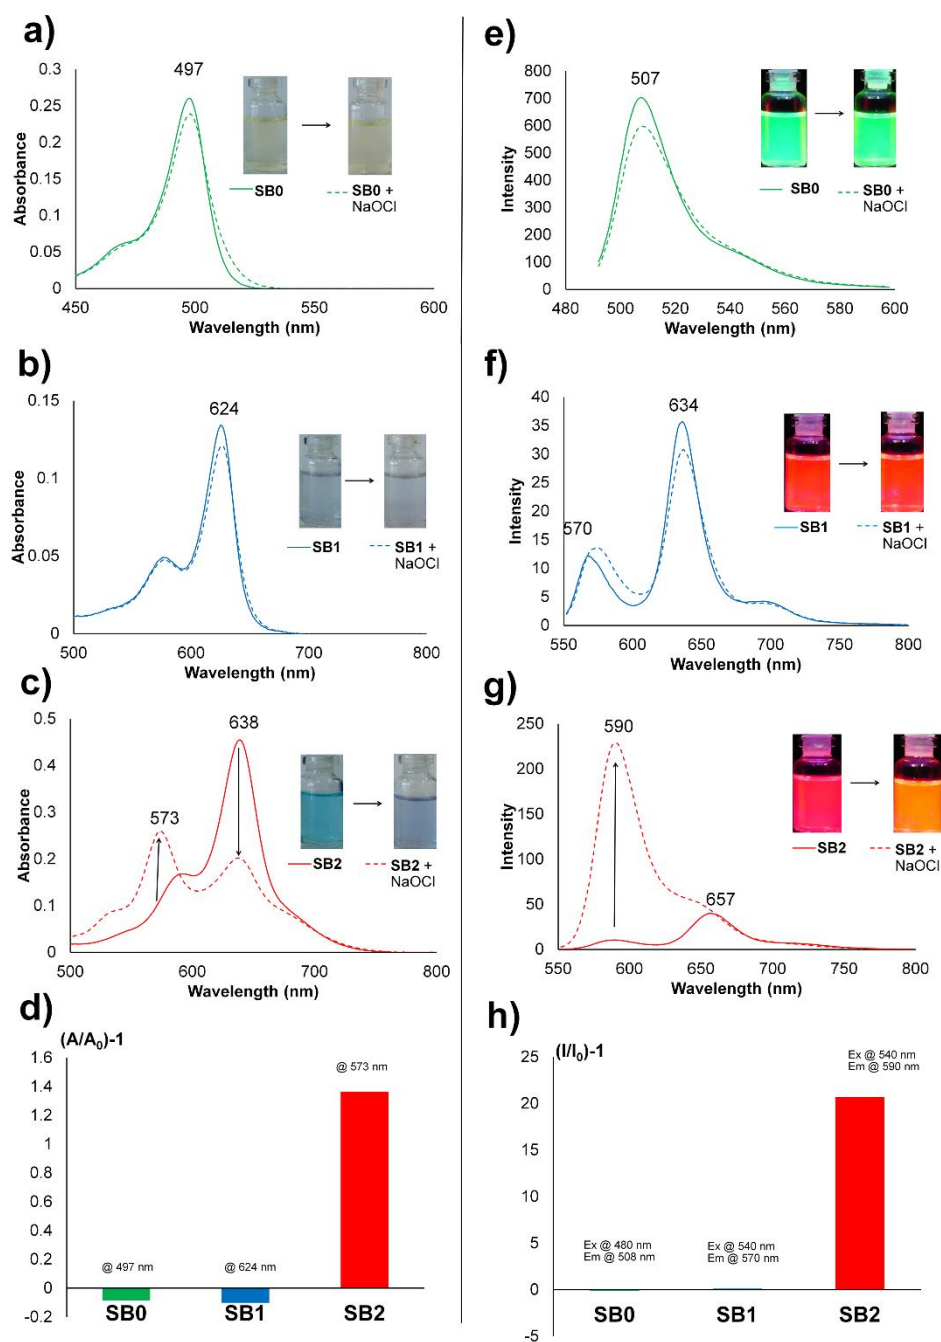 a)
0.3
0.25
0.2
0.15
0.1
0.05
0
Absorbance
497
SB0
SB0 +
NaOCl
450
500
550
600
Wavelength (nm)
b)
0.15
0.1
0.05
0
Absorbance
624
SB1
SB1 +
NaOCl
500
600
700
800
Wavelength (nm)
c)
0.5
0.4
0.3
0.2
0.1
0
Absorbance
638
573
SB2
SB2 +
NaOCl
500
600
700
800
Wavelength (nm)
d)
(A/A0)-1
1.6
1.4
1.2
1
0.8
0.6
0.4
0.2
0
-0.2
@ 573 nm
@ 497 nm
@ 624 nm
SB0
SB1
SB2
e)
800
700
600
500
400
300
200
100
0
Intensity
507
SB0
SB0 +
NaOCl
480
500
520
540
560
580
600
Wavelength (nm)
f)
40
35
30
25
20
15
10
5
0
Intensity
634
570
SB1
SB1 +
NaOCl
550
600
650
700
750
800
Wavelength (nm)
g)
250
200
150
100
50
0
Intensity
590
657
SB2
SB2 +
NaOCl
550
600
650
700
750
800
Wavelength (nm)
h)
(I/I0)-1
25
20
15
10
5
0
-5
Ex @ 540 nm
Em @ 590 nm
Ex @ 480 nm
Em @ 508 nm
Ex @ 540 nm
Em @ 570 nm
SB0
SB1
SB2